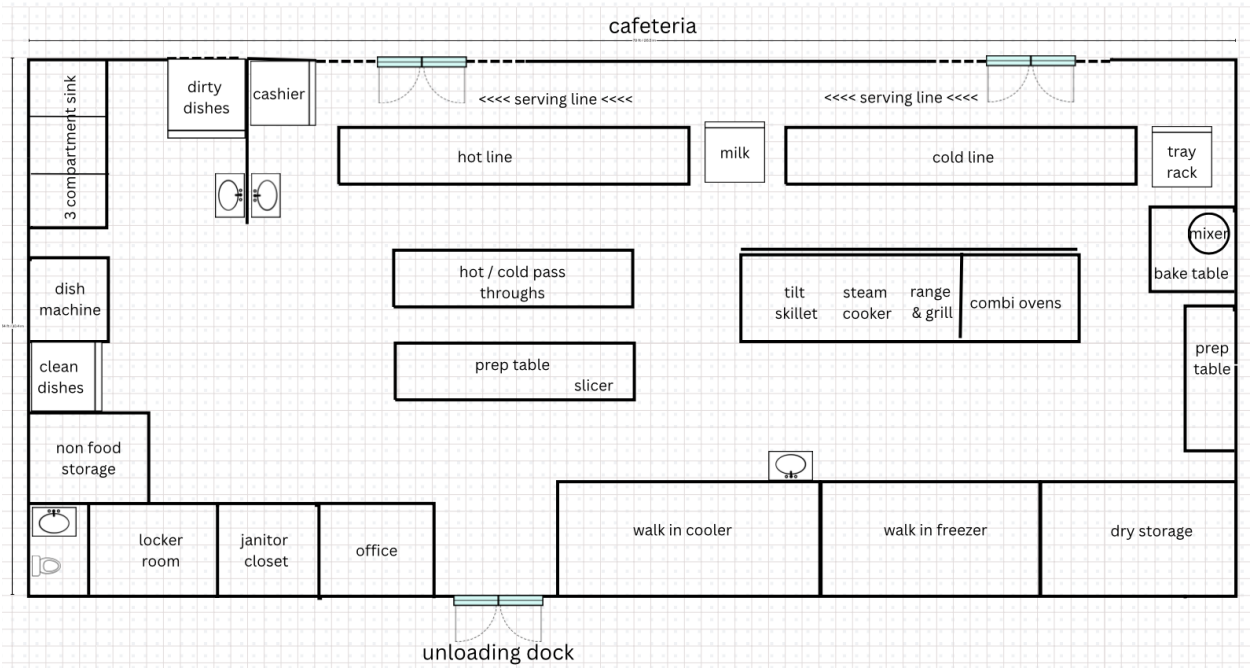 cafeteria
3 compartment sink
dirty
dishes
cashier
<<<< serving line <<<<
<<<< serving line <<<<
hot line
milk
cold line
tray
rack
mixer
bake table
hot / cold pass
throughs
tilt
skillet
steam
cooker
range
& grill
combi ovens
dish
machine
prep table
slicer
prep
table
clean
dishes
non food
storage
locker
room
janitor
closet
office
walk in cooler
walk in freezer
dry storage
unloading dock